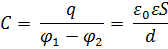 C = q / (φ₁ − φ₂) = ε₀εS / d